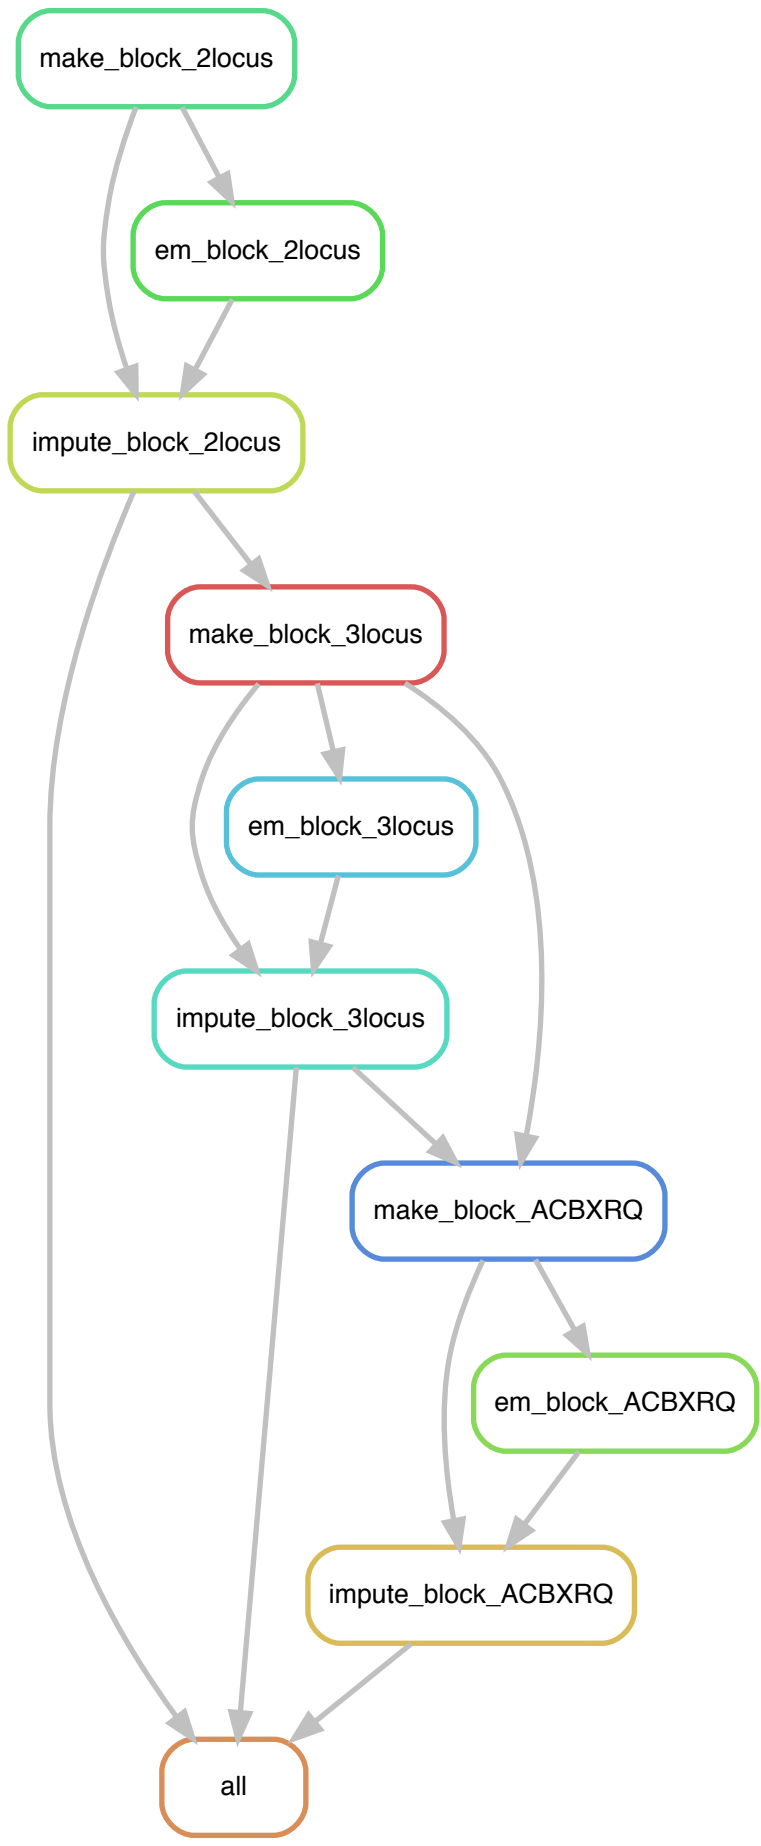 make_block_2locus
em_block_2locus
impute_block_2locus
make_block_3locus
em_block_3locus
impute_block_3locus
make_block_ACBXRQ
em_block_ACBXRQ
impute_block_ACBXRQ
all